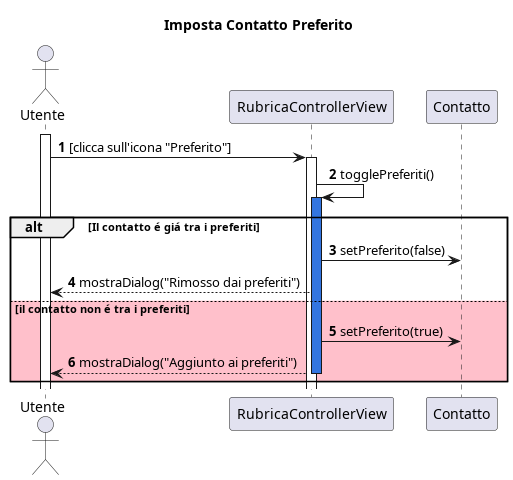 Imposta Contatto Preferito
Utente
RubricaControllerView
Contatto
1 [clicca sull'icona "Preferito"]
2 togglePreferiti()
alt
[Il contatto é giá tra i preferiti]
3 setPreferito(false)
4 mostraDialog("Rimosso dai preferiti")
[il contatto non é tra i preferiti]
5 setPreferito(true)
6 mostraDialog("Aggiunto ai preferiti")
Utente
RubricaControllerView
Contatto